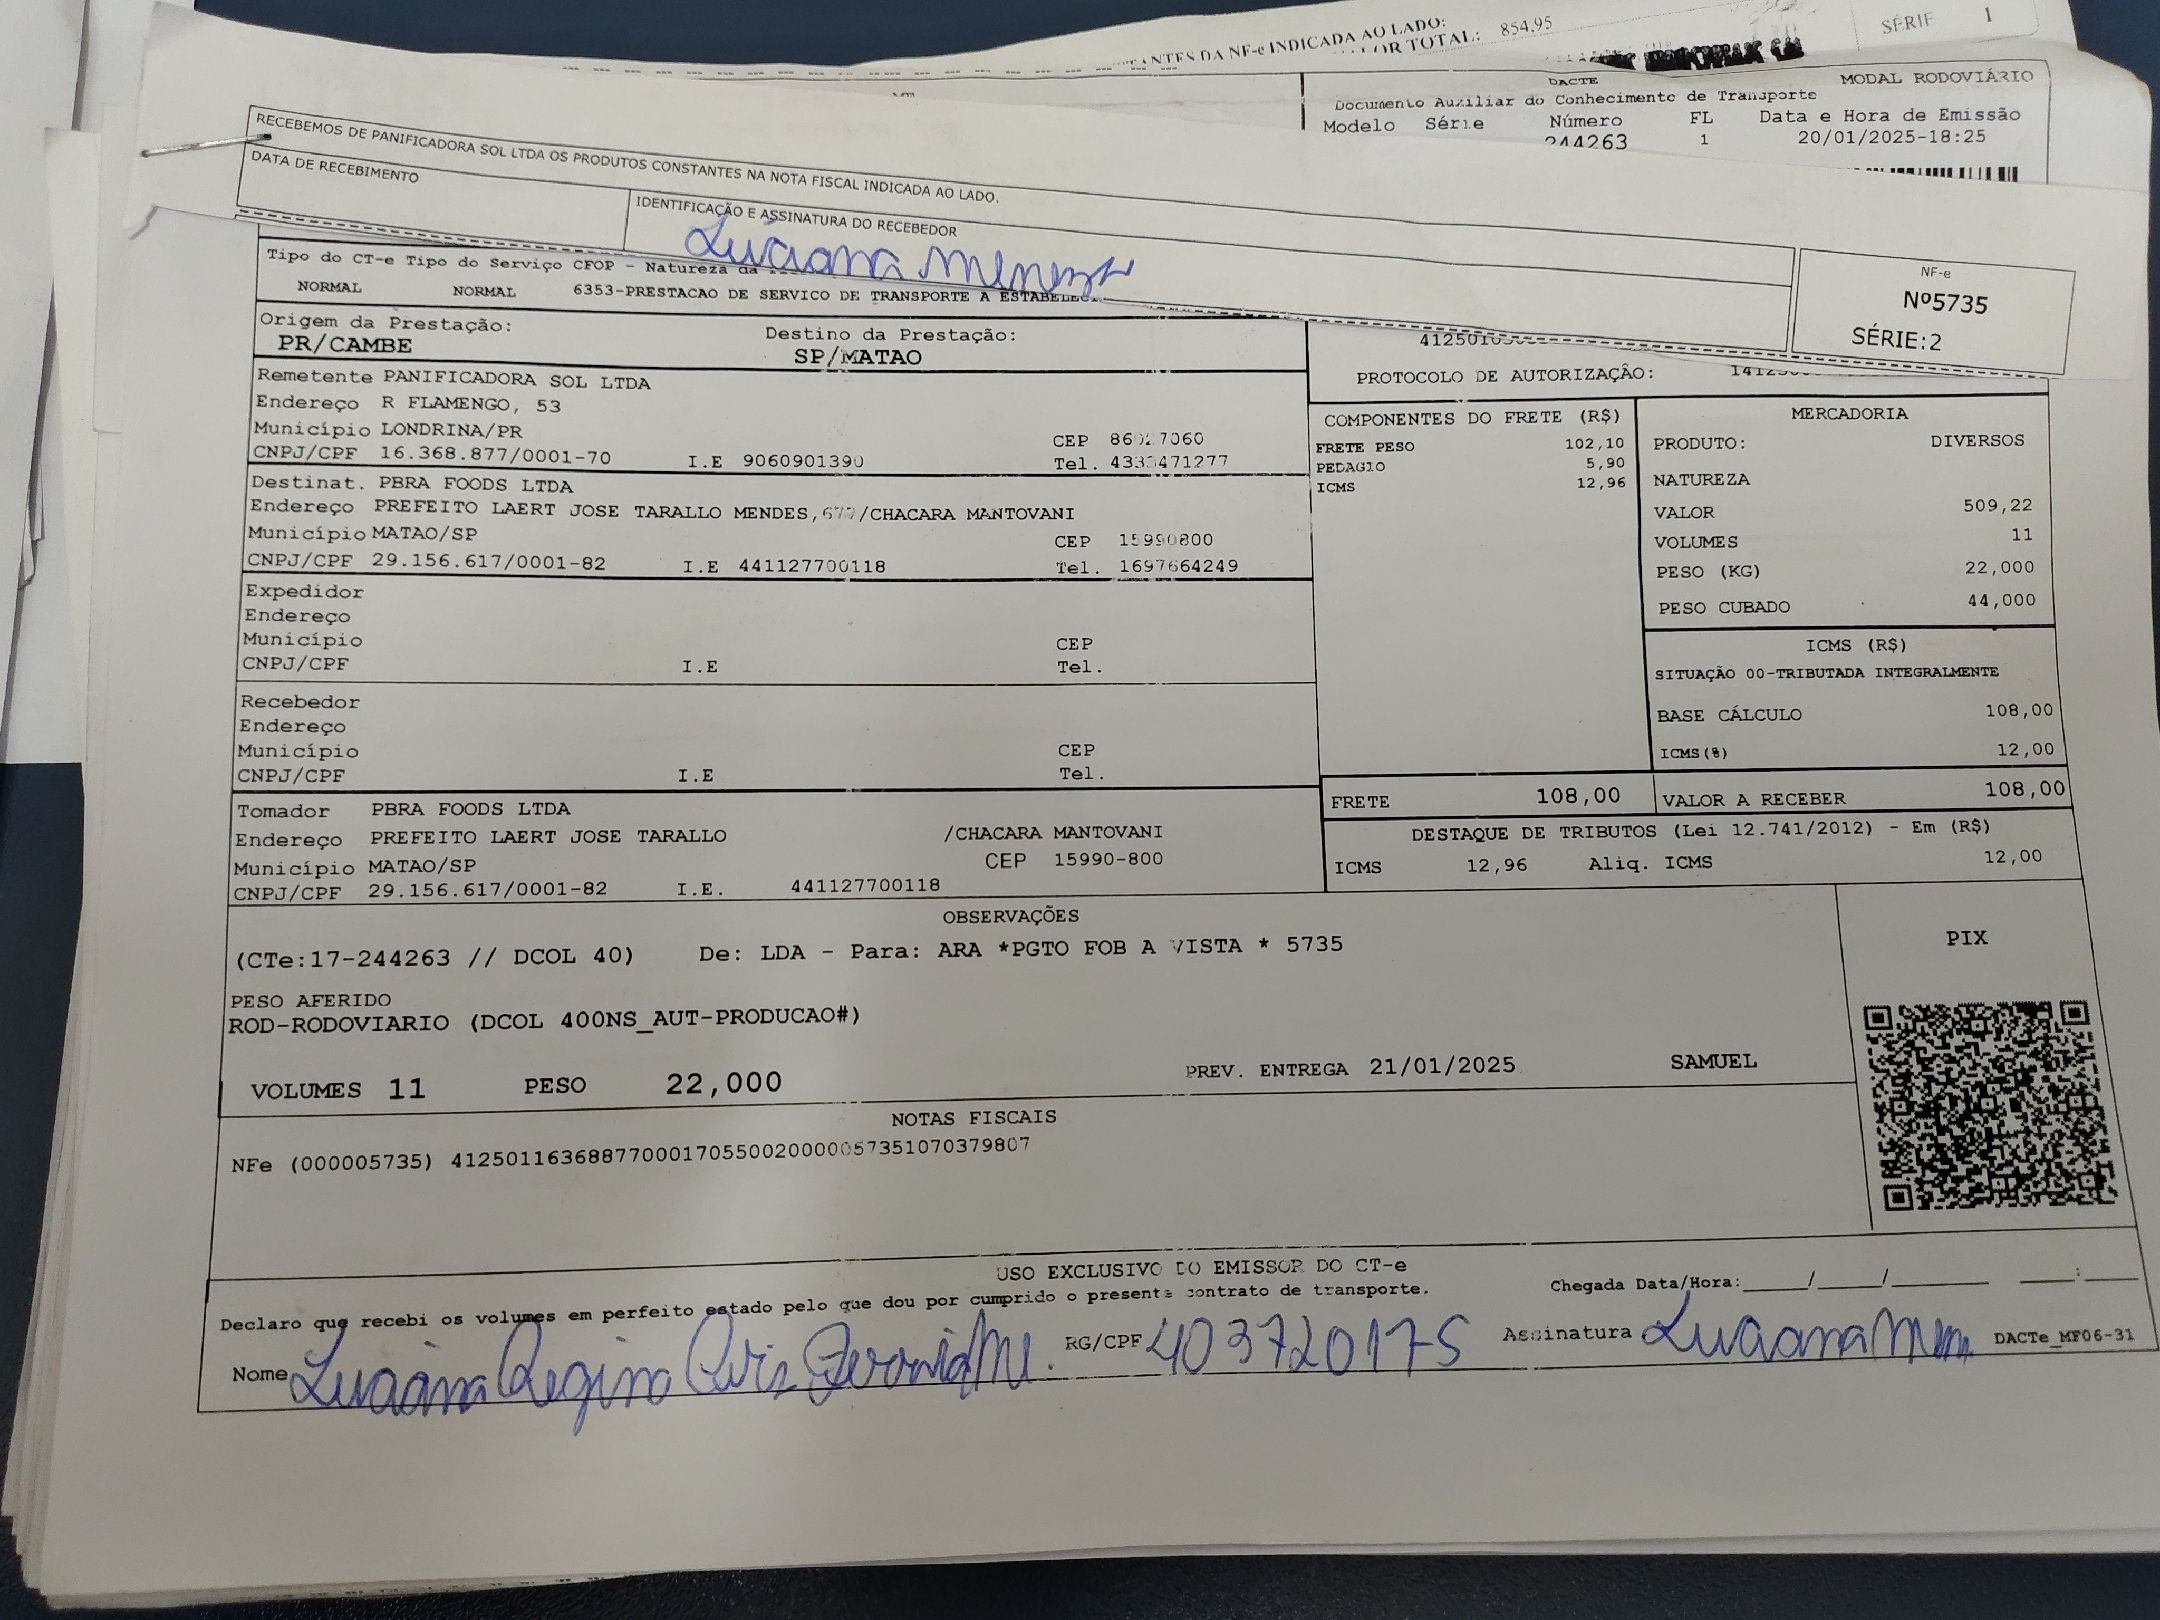 ANTES DA NF-e INDICADA AO LADO:
OR TOTAL: 854,95
SÉRIE 1
DACTE
MODAL RODOVIÁRIO
Documento Auxiliar do Conhecimento de Transporte
Modelo Série Número FL Data e Hora de Emissão
244263 1 20/01/2025-18:25
RECEBEMOS DE PANIFICADORA SOL LTDA OS PRODUTOS CONSTANTES NA NOTA FISCAL INDICADA AO LADO.
DATA DE RECEBIMENTO
IDENTIFICAÇÃO E ASSINATURA DO RECEBEDOR
Luciana
NF-e
Nº5735
SÉRIE:2
Tipo do CT-e Tipo do Serviço CFOP - Natureza da
NORMAL NORMAL 6353-PRESTACAO DE SERVICO DE TRANSPORTE A
Origem da Prestação: Destino da Prestação:
PR/CAMBE SP/MATAO
PROTOCOLO DE AUTORIZAÇÃO:
Remetente PANIFICADORA SOL LTDA
Endereço R FLAMENGO, 53
Município LONDRINA/PR CEP
CNPJ/CPF 16.368.877/0001-70 I.E 9060901390 Tel. 4333471277
Destinat. PBRA FOODS LTDA
Endereço PREFEITO LAERT JOSE TARALLO MENDES,677/CHACARA MANTOVANI
Município MATAO/SP CEP 15990800
CNPJ/CPF 29.156.617/0001-82 I.E 441127700118 Tel. 1697664249
Expedidor
Endereço
Município CEP
CNPJ/CPF I.E Tel.
Recebedor
Endereço
Município CEP
CNPJ/CPF I.E Tel.
Tomador PBRA FOODS LTDA
Endereço PREFEITO LAERT JOSE TARALLO /CHACARA MANTOVANI
Município MATAO/SP CEP 15990-800
CNPJ/CPF 29.156.617/0001-82 I.E. 441127700118
COMPONENTES DO FRETE (R$)
FRETE PESO 102,10
PEDAGIO 5,90
ICMS 12,96
MERCADORIA
PRODUTO: DIVERSOS
NATUREZA
VALOR 509,22
VOLUMES 11
PESO (KG) 22,000
PESO CUBADO 44,000
ICMS (R$)
SITUAÇÃO 00-TRIBUTADA INTEGRALMENTE
BASE CÁLCULO 108,00
ICMS(%) 12,00
FRETE 108,00 VALOR A RECEBER 108,00
DESTAQUE DE TRIBUTOS (Lei 12.741/2012) - Em (R$)
ICMS 12,96 Aliq. ICMS 12,00
OBSERVAÇÕES
(CTe:17-244263 // DCOL 40) De: LDA - Para: ARA *PGTO FOB A VISTA * 5735
PESO AFERIDO
ROD-RODOVIARIO (DCOL 400NS_AUT-PRODUCAO#)
VOLUMES 11 PESO 22,000 PREV. ENTREGA 21/01/2025 SAMUEL
PIX
NOTAS FISCAIS
NFe (000005735) 41250116368877000170550020000057351070379807
USO EXCLUSIVO DO EMISSOR DO CT-e
Declaro que recebi os volumes em perfeito estado pelo que dou por cumprido o presente contrato de transporte.
Chegada Data/Hora:
Nome Luciana Regina RG/CPF 403720175 Assinatura Luciana DACTe_MF06-31